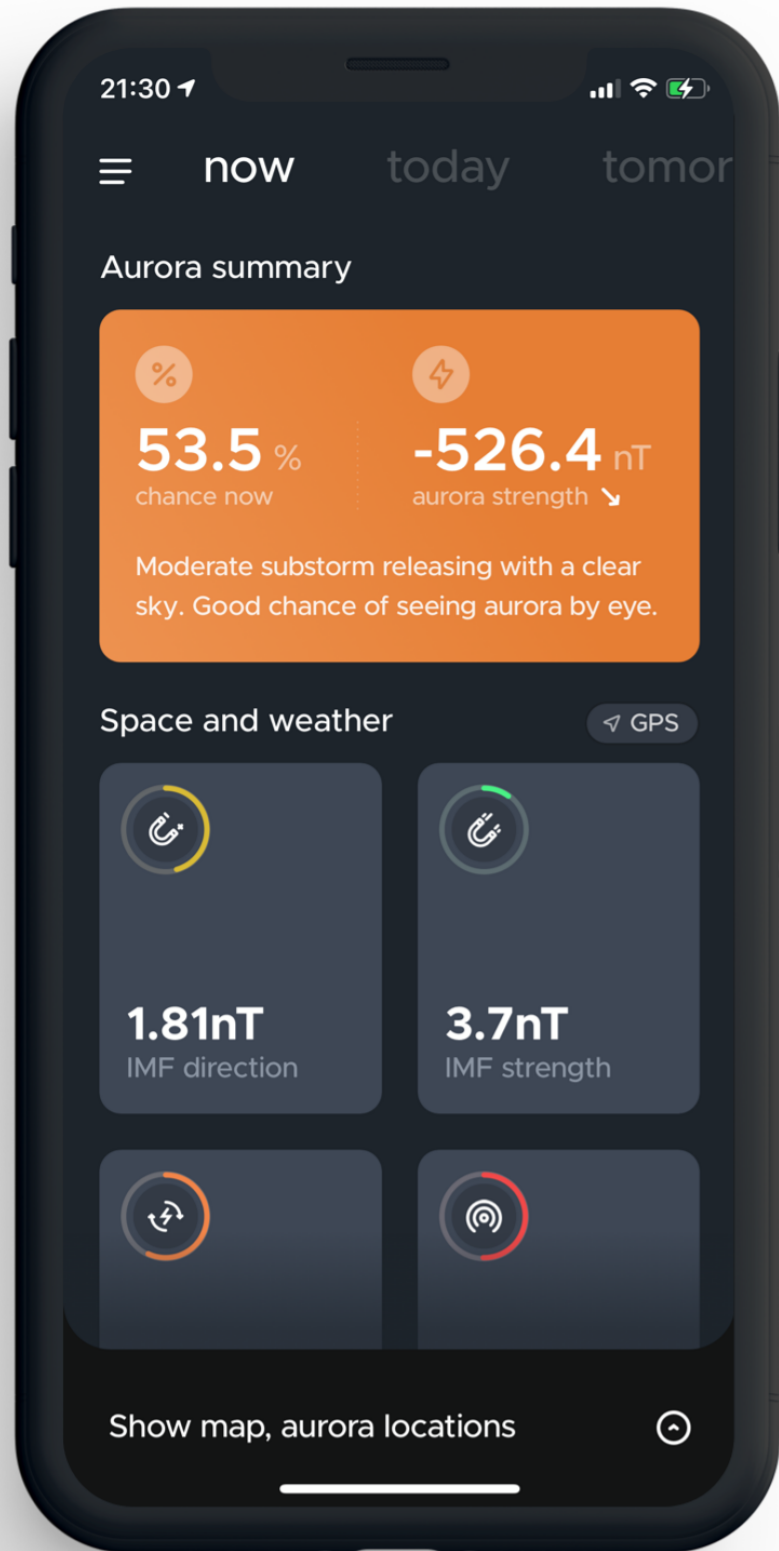 21:30
now today tomor
Aurora summary
%
53.5 % -526.4 nT
chance now aurora strength
Moderate substorm releasing with a clear
sky. Good chance of seeing aurora by eye.
Space and weather GPS
1.81nT 3.7nT
IMF direction IMF strength
Show map, aurora locations